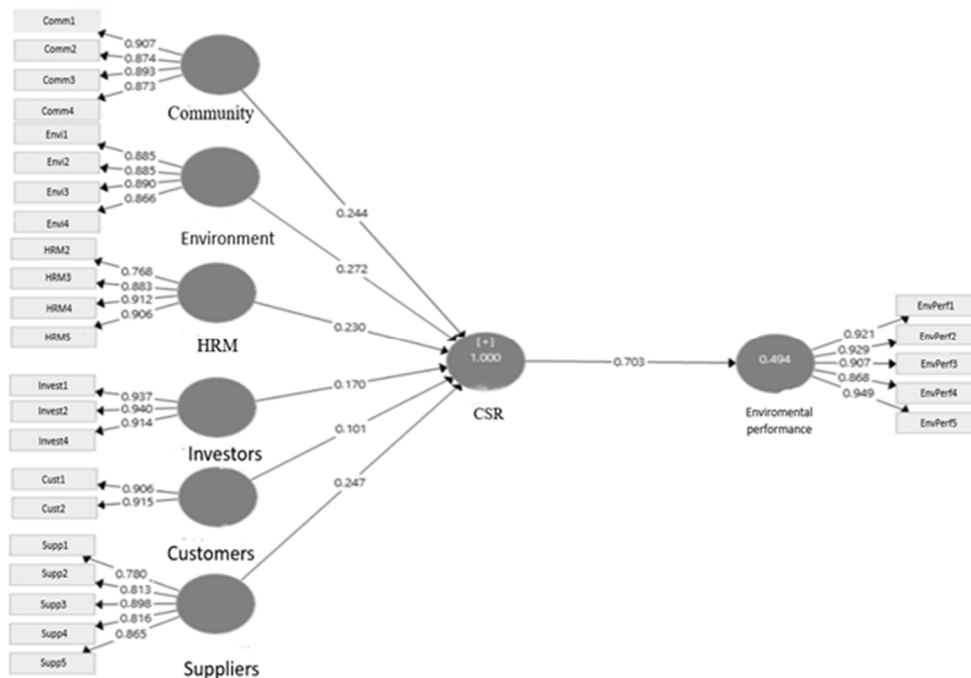 Comm1
Comm2
Comm3
Comm4
0.907
0.874
0.893
0.873
Community
Envi1
Envi2
Envi3
Envi4
0.885
0.885
0.890
0.866
Environment
HRM2
HRM3
HRM4
HRM5
0.768
0.883
0.912
0.906
HRM
Invest1
Invest2
Invest4
0.937
0.940
0.914
Investors
Cust1
Cust2
0.906
0.915
Customers
Supp1
Supp2
Supp3
Supp4
Supp5
0.780
0.813
0.898
0.816
0.865
Suppliers
0.244
0.272
0.230
0.170
0.101
0.247
[+]
1.000
CSR
0.703
0.494
Enviromental
performance
0.921
0.929
0.907
0.868
0.949
EnvPerf1
EnvPerf2
EnvPerf3
EnvPerf4
EnvPerf5